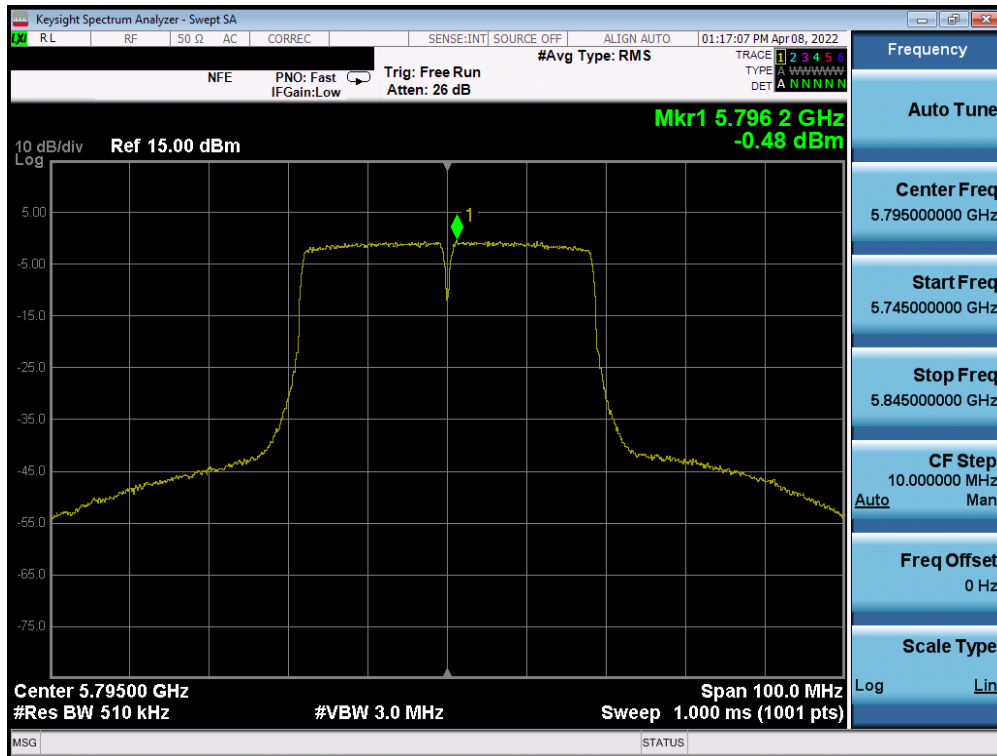 Keysight Spectrum Analyzer - Swept SA
LXI RL RF 50 Ω AC CORREC SENSE:INT SOURCE OFF ALIGN AUTO 01:17:07 PM Apr 08, 2022
#Avg Type: RMS
TRACE 1 2 3 4 5 6
TYPE A WWWWW
DET A N N N N N
NFE
PNO: Fast
IFGain:Low
Trig: Free Run
Atten: 26 dB
Mkr1 5.796 2 GHz
-0.48 dBm
10 dB/div
Log
Ref 15.00 dBm
1
5.00
-5.00
-15.0
-25.0
-35.0
-45.0
-55.0
-65.0
-75.0
Center 5.79500 GHz
Span 100.0 MHz
#Res BW 510 kHz
#VBW 3.0 MHz
Sweep 1.000 ms (1001 pts)
MSG
STATUS
Frequency
Auto Tune
Center Freq
5.795000000 GHz
Start Freq
5.745000000 GHz
Stop Freq
5.845000000 GHz
CF Step
10.000000 MHz
Auto Man
Freq Offset
0 Hz
Scale Type
Log Lin